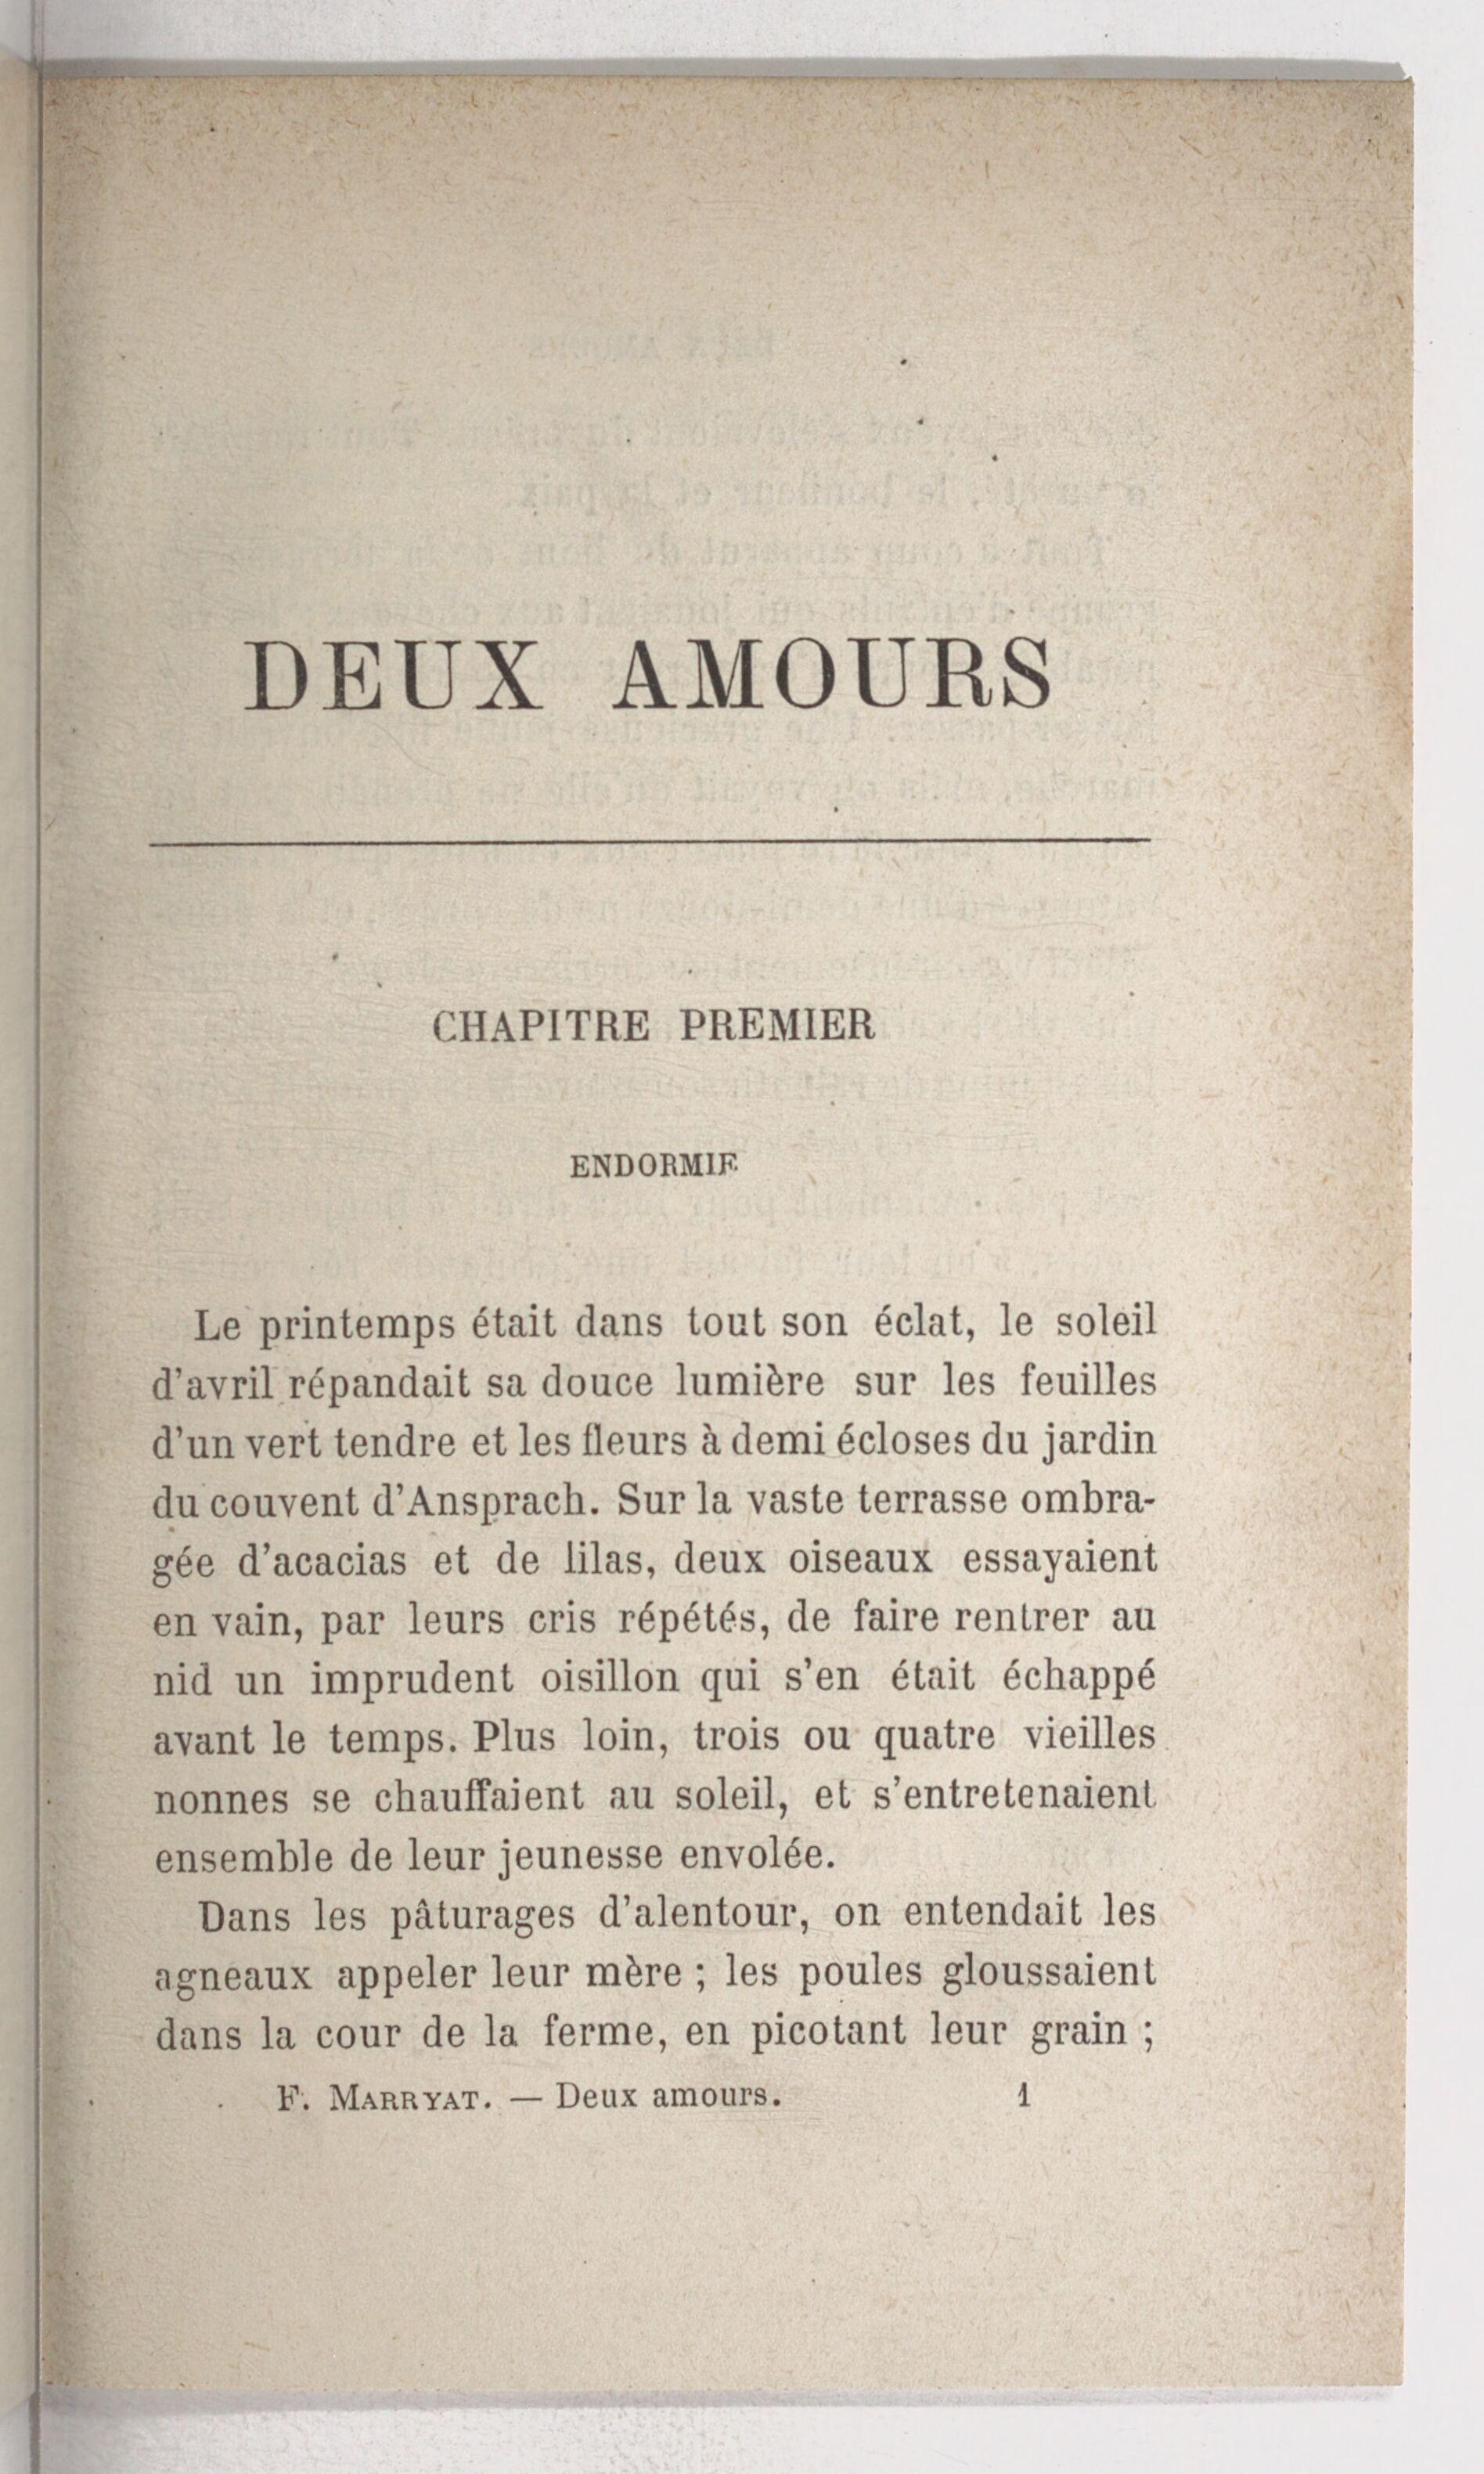 DEUX AMOURS
CHAPITRE PREMIER
ENDORMIE
Le printemps était dans tout son éclat, le soleil
d'avril répandait sa douce lumière sur les feuilles
d'un vert tendre et les fleurs à demi écloses du jardin
du couvent d'Ansprach. Sur la vaste terrasse ombra-
gée d'acacias et de lilas, deux oiseaux essayaient
en vain, par leurs cris répétés, de faire rentrer au
nid un imprudent oisillon qui s'en était échappé
avant le temps. Plus loin, trois ou quatre vieilles
nonnes se chauffaient au soleil, et s'entretenaient
ensemble de leur jeunesse envolée.
Dans les pâturages d'alentour, on entendait les
agneaux appeler leur mère ; les poules gloussaient
dans la cour de la ferme, en picotant leur grain ;
F. MARRYAT. — Deux amours. 1